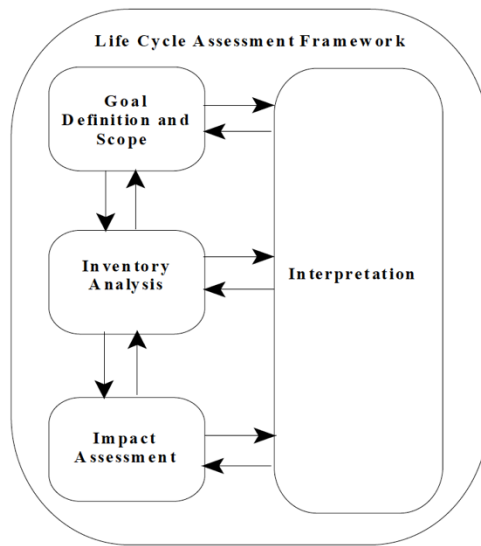 Life Cycle Assessment Framework
Goal
Definition and
Scope
Inventory
Analysis
Interpretation
Impact
Assessment